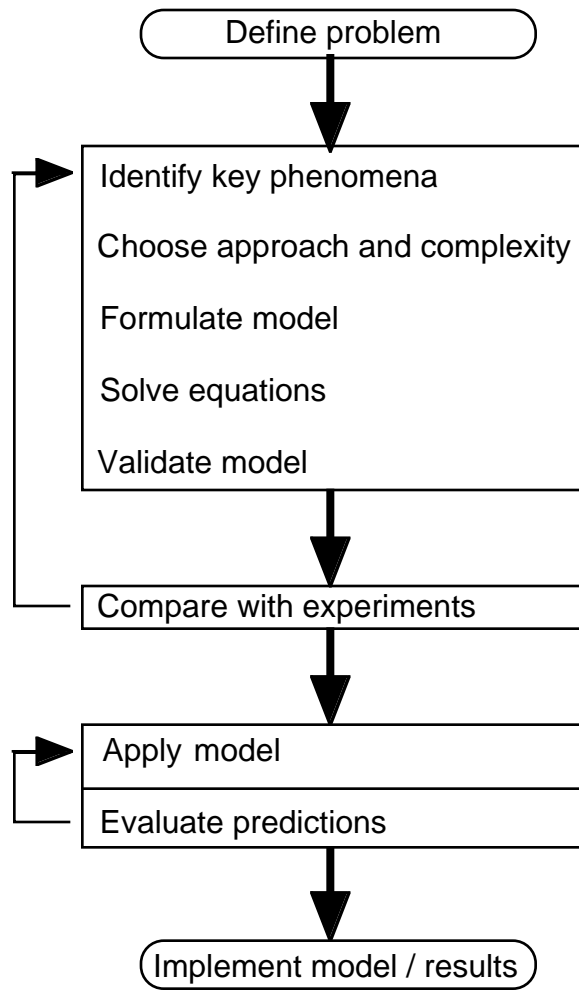 Define problem
Identify key phenomena
Choose approach and complexity
Formulate model
Solve equations
Validate model
Compare with experiments
Apply model
Evaluate predictions
Implement model / results